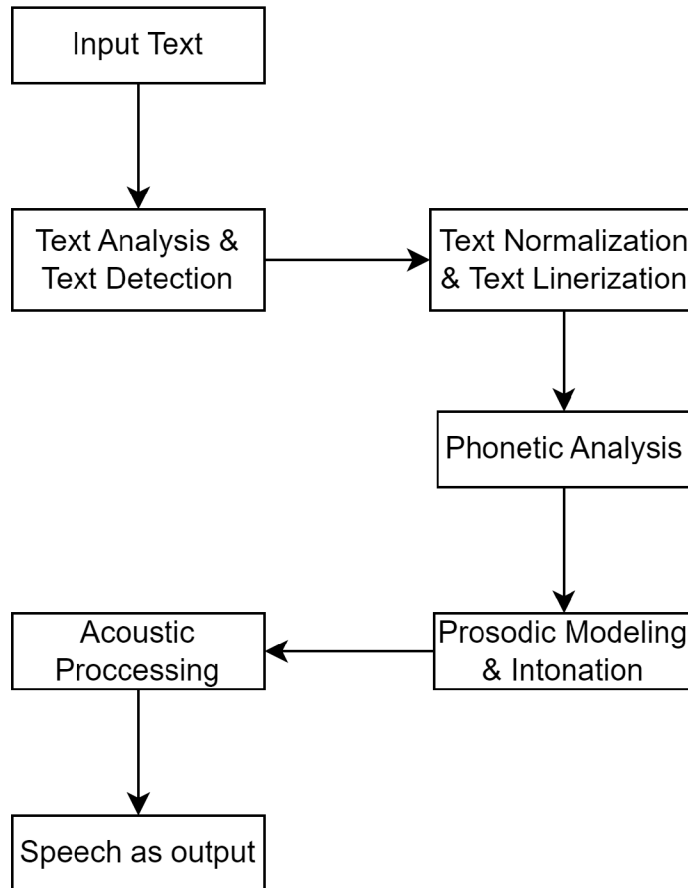 Input Text
Text Analysis &
Text Detection
Text Normalization
& Text Linerization
Phonetic Analysis
Prosodic Modeling
& Intonation
Acoustic
Proccessing
Speech as output